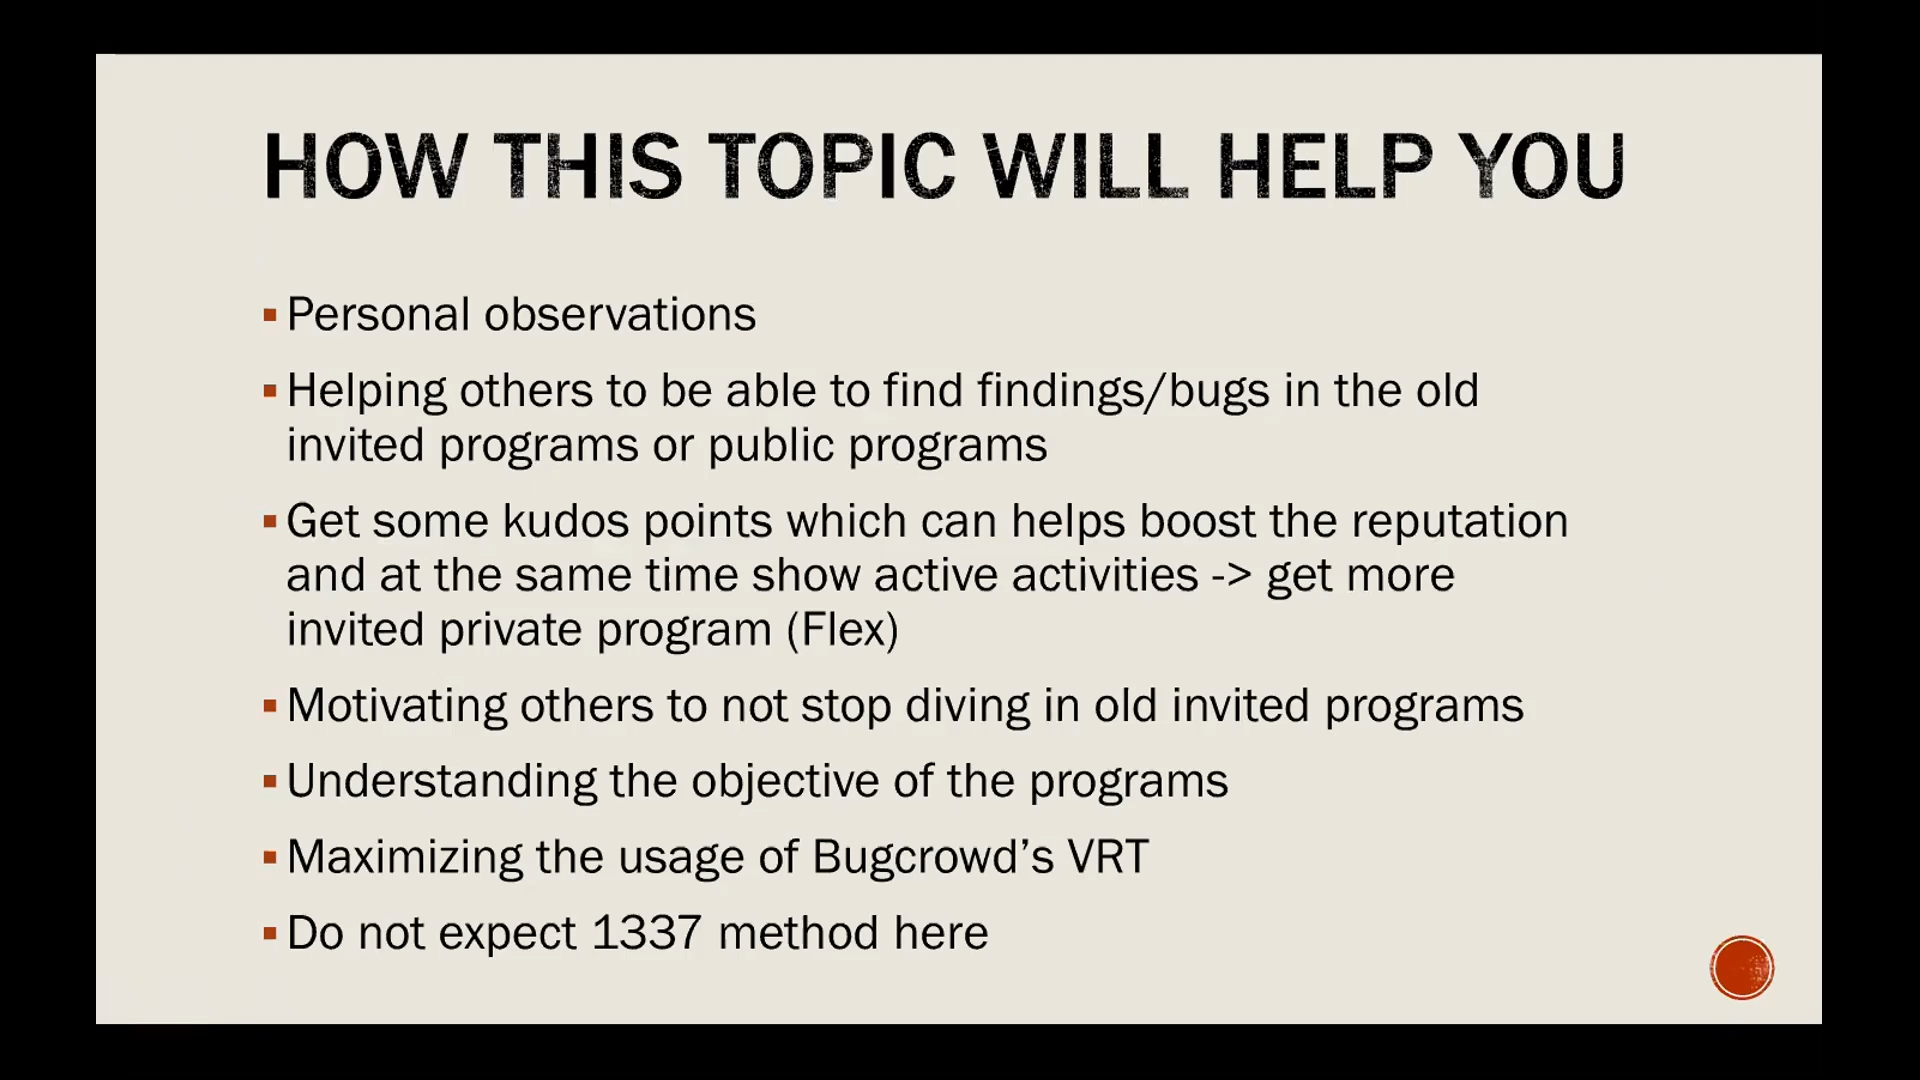 HOW THIS TOPIC WILL HELP YOU
▪ Personal observations
▪ Helping others to be able to find findings/bugs in the old
invited programs or public programs
▪ Get some kudos points which can helps boost the reputation
and at the same time show active activities -> get more
invited private program (Flex)
▪ Motivating others to not stop diving in old invited programs
▪ Understanding the objective of the programs
▪ Maximizing the usage of Bugcrowd’s VRT
▪ Do not expect 1337 method here